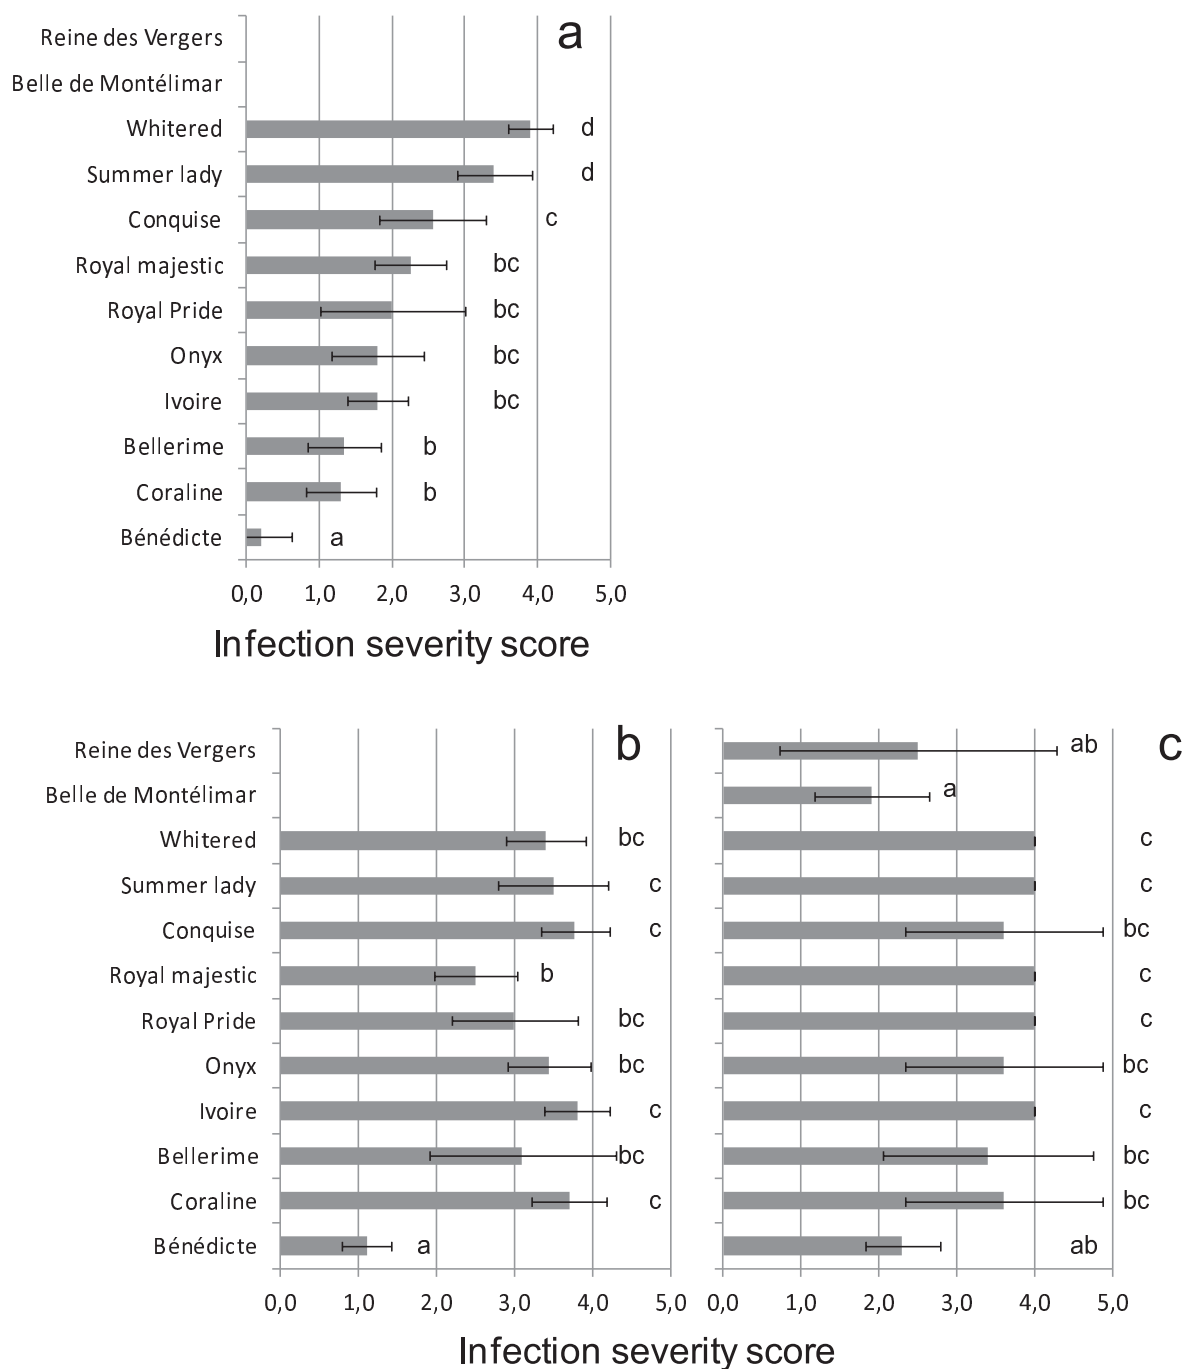 a
Reine des Vergers
Belle de Montélimar
Whitered d
Summer lady d
Conquise c
Royal majestic bc
Royal Pride bc
Onyx bc
Ivoire bc
Bellerime b
Coraline b
Bénédicte a
0,0 1,0 2,0 3,0 4,0 5,0
Infection severity score
b c
Reine des Vergers ab
Belle de Montélimar a
Whitered bc c
Summer lady c c
Conquise c bc
Royal majestic b c
Royal Pride bc c
Onyx bc bc
Ivoire c c
Bellerime bc bc
Coraline c bc
Bénédicte a ab
0,0 1,0 2,0 3,0 4,0 5,0 0,0 1,0 2,0 3,0 4,0 5,0
Infection severity score